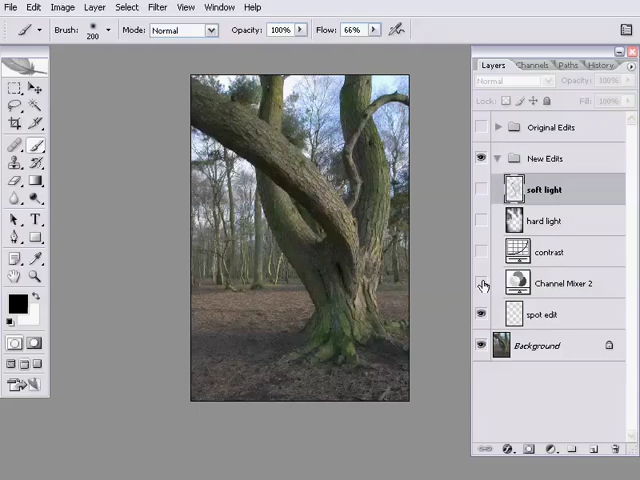 File Edit Image Layer Select Filter View Window Help
Brush: 200 Mode: Normal Opacity: 100% Flow: 66%
Layers Channels Paths History
Normal Opacity: 100%
Lock: Fill: 100%
Original Edits
New Edits
soft light
hard light
contrast
Channel Mixer 2
spot edit
Background
T